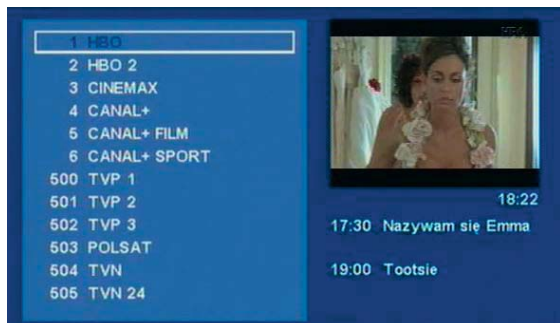 1 HBO
2 HBO 2
3 CINEMAX
4 CANAL+
5 CANAL+ FILM
6 CANAL+ SPORT
500 TVP 1
501 TVP 2
502 TVP 3
503 POLSAT
504 TVN
505 TVN 24
HBO
18:22
17:30 Nazywam się Emma
19:00 Tootsie